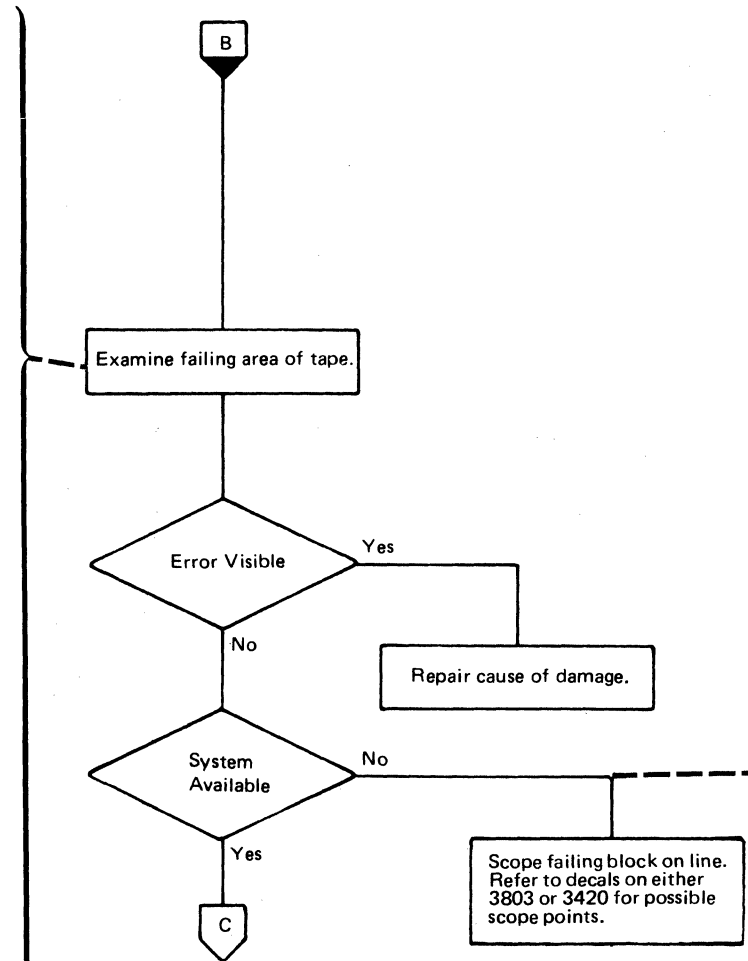 B
Examine failing area of tape.
Error Visible
Yes
No
Repair cause of damage.
System
Available
No
Yes
Scope failing block on line.
Refer to decals on either
3803 or 3420 for possible
scope points.
C